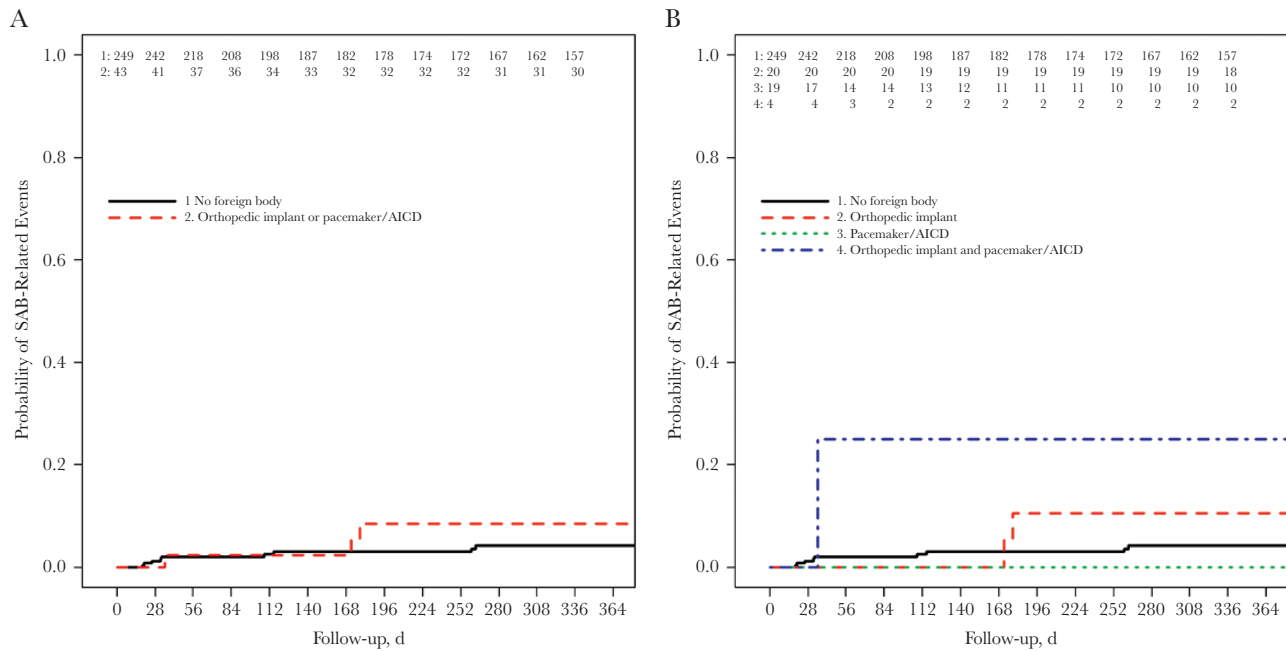 A
1.0
1: 249 242 218 208 198 187 182 178 174 172 167 162 157
2: 43 41 37 36 34 33 32 32 32 32 31 31 30
0.8
1 No foreign body
2. Orthopedic implant or pacemaker/AICD
0.6
0.4
0.2
0.0
Probability of SAB-Related Events
0 28 56 84 112 140 168 196 224 252 280 308 336 364
Follow-up, d
B
1.0
1: 249 242 218 208 198 187 182 178 174 172 167 162 157
2: 20 20 20 20 19 19 19 19 19 19 19 19 18
3: 19 17 14 14 13 12 11 11 11 10 10 10 10
4: 4 4 3 2 2 2 2 2 2 2 2 2 2
0.8
1. No foreign body
2. Orthopedic implant
3. Pacemaker/AICD
4. Orthopedic implant and pacemaker/AICD
0.6
0.4
0.2
0.0
Probability of SAB-Related Events
0 28 56 84 112 140 168 196 224 252 280 308 336 364
Follow-up, d